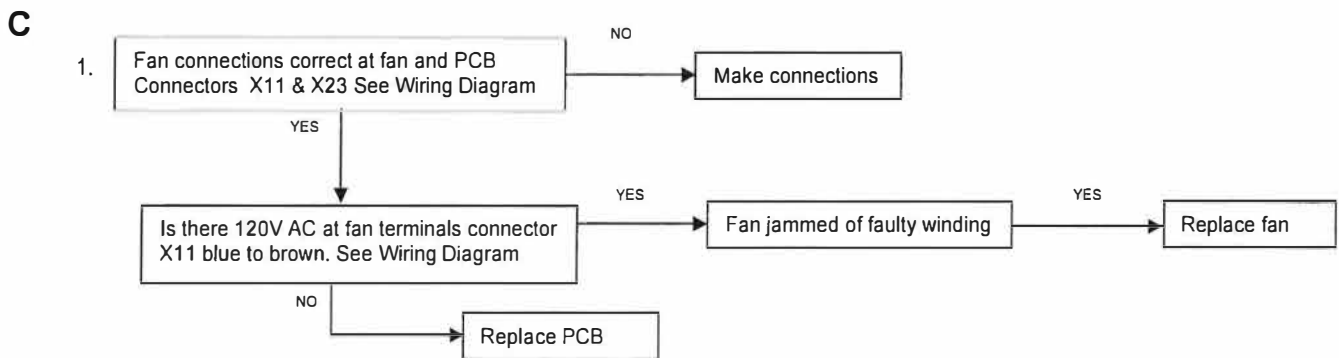 C
1.
Fan connections correct at fan and PCB
Connectors X11 & X23 See Wiring Diagram
NO
Make connections
YES
Is there 120V AC at fan terminals connector
X11 blue to brown. See Wiring Diagram
YES
Fan jammed of faulty winding
YES
Replace fan
NO
Replace PCB